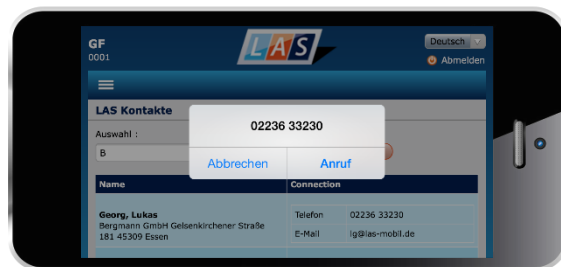 GF
0001
LAS
Deutsch
Abmelden
LAS Kontakte
Auswahl :
B
02236 33230
Abbrechen Anruf
Name Connection
Georg, Lukas
Bergmann GmbH Gelsenkirchener Straße
181 45309 Essen
Telefon 02236 33230
E-Mail lg@las-mobil.de